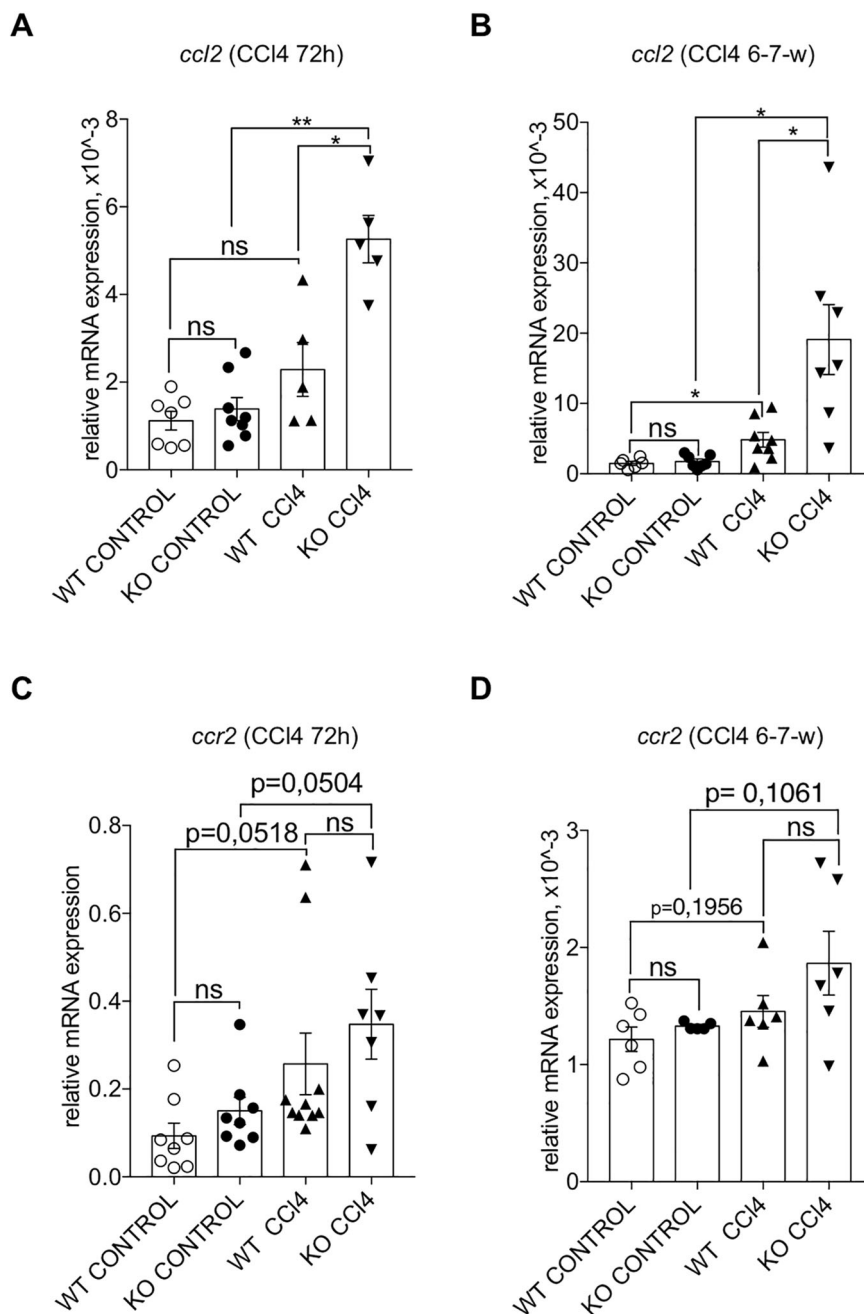 A
ccl2 (CCl4 72h)
relative mRNA expression, x10^-3
8
6
4
2
0
**
*
ns
ns
WT CONTROL
KO CONTROL
WT CCl4
KO CCl4
B
ccl2 (CCl4 6-7-w)
relative mRNA expression, x10^-3
50
40
30
20
10
0
*
*
*
ns
WT CONTROL
KO CONTROL
WT CCl4
KO CCl4
C
ccr2 (CCl4 72h)
relative mRNA expression
0.8
0.6
0.4
0.2
0.0
p=0,0504
p=0,0518
ns
ns
WT CONTROL
KO CONTROL
WT CCl4
KO CCl4
D
ccr2 (CCl4 6-7-w)
relative mRNA expression, x10^-3
3
2
1
0
p= 0,1061
ns
p=0,1956
ns
WT CONTROL
KO CONTROL
WT CCl4
KO CCl4